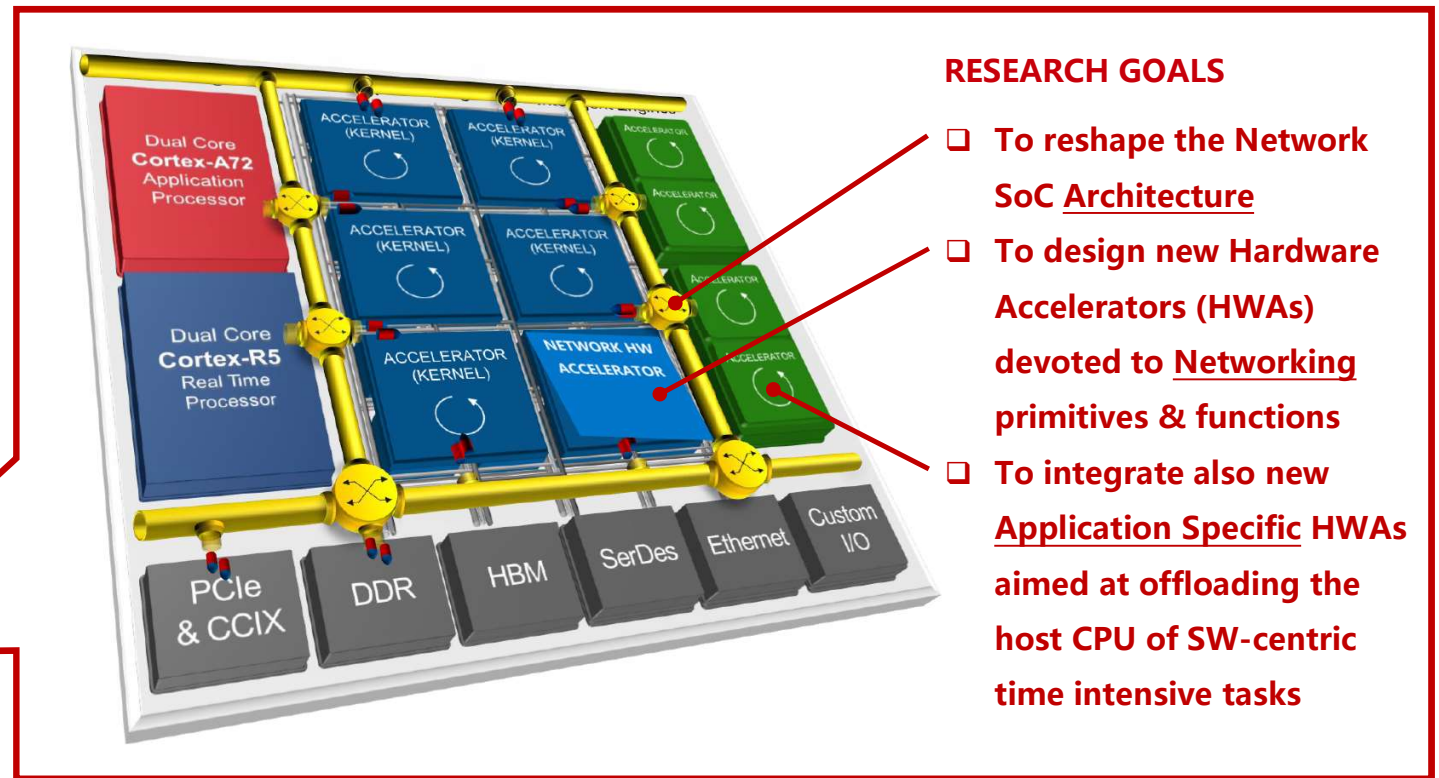 RESEARCH GOALS
❑ To reshape the Network
SoC Architecture
❑ To design new Hardware
Accelerators (HWAs)
devoted to Networking
primitives & functions
❑ To integrate also new
Application Specific HWAs
aimed at offloading the
host CPU of SW-centric
time intensive tasks
Dual Core
Cortex-A72
Application
Processor
Dual Core
Cortex-R5
Real Time
Processor
ACCELERATOR
(KERNEL)
ACCELERATOR
(KERNEL)
ACCELERATOR
(KERNEL)
ACCELERATOR
(KERNEL)
ACCELERATOR
(KERNEL)
NETWORK HW
ACCELERATOR
ACCELERATOR
ACCELERATOR
ACCELERATOR
ACCELERATOR
PCIe
& CCIX
DDR
HBM
SerDes
Ethernet
Custom
I/O